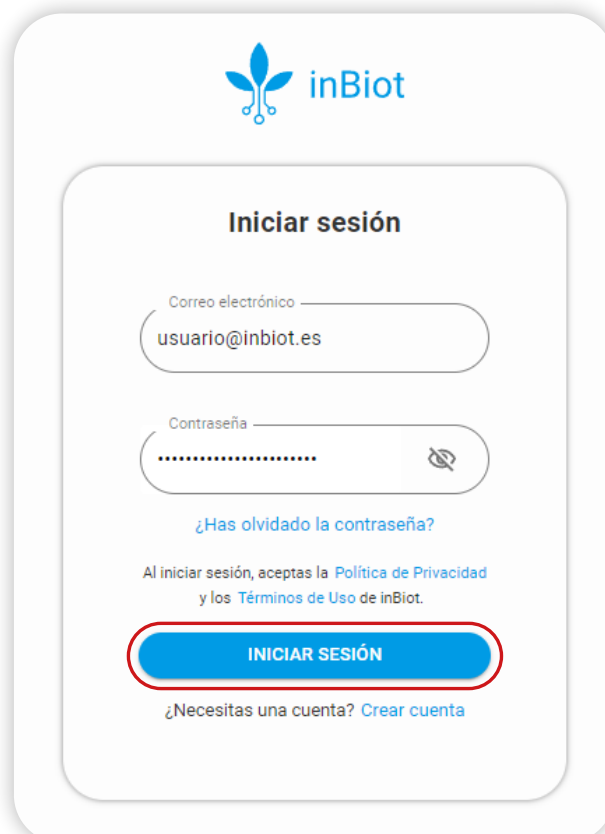 inBiot
Iniciar sesión
Correo electrónico
usuario@inbiot.es
Contraseña
¿Has olvidado la contraseña?
Al iniciar sesión, aceptas la Política de Privacidad
y los Términos de Uso de inBiot.
INICIAR SESIÓN
¿Necesitas una cuenta? Crear cuenta